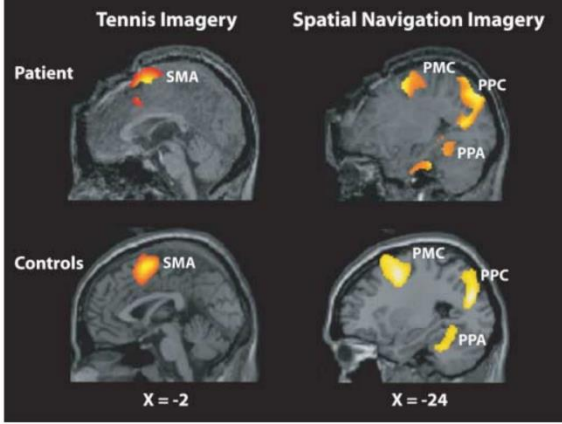 Tennis Imagery
Spatial Navigation Imagery
Patient
SMA
PMC
PPC
PPA
Controls
SMA
PMC
PPC
PPA
X = -2
X = -24